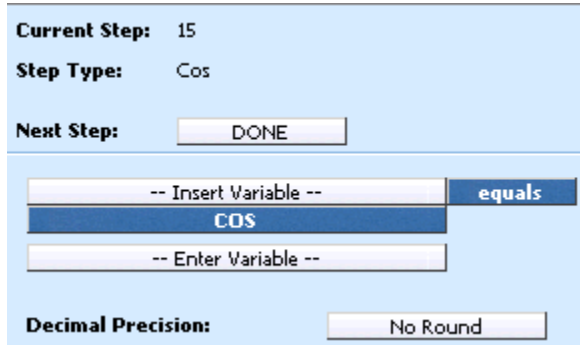 Current Step: 15
Step Type: Cos
Next Step: DONE
-- Insert Variable -- equals
COS
-- Enter Variable --
Decimal Precision: No Round